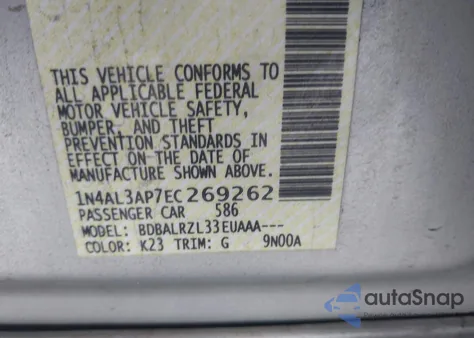 THIS VEHICLE CONFORMS TO
ALL APPLICABLE FEDERAL
MOTOR VEHICLE SAFETY,
BUMPER, AND THEFT
PREVENTION STANDARDS IN
EFFECT ON THE DATE OF
MANUFACTURE SHOWN ABOVE.
1N4AL3AP7EC269262
PASSENGER CAR 586
MODEL: BDBALRZL33EUAAA---
COLOR: K23 TRIM: G 9N00A
autoSnap